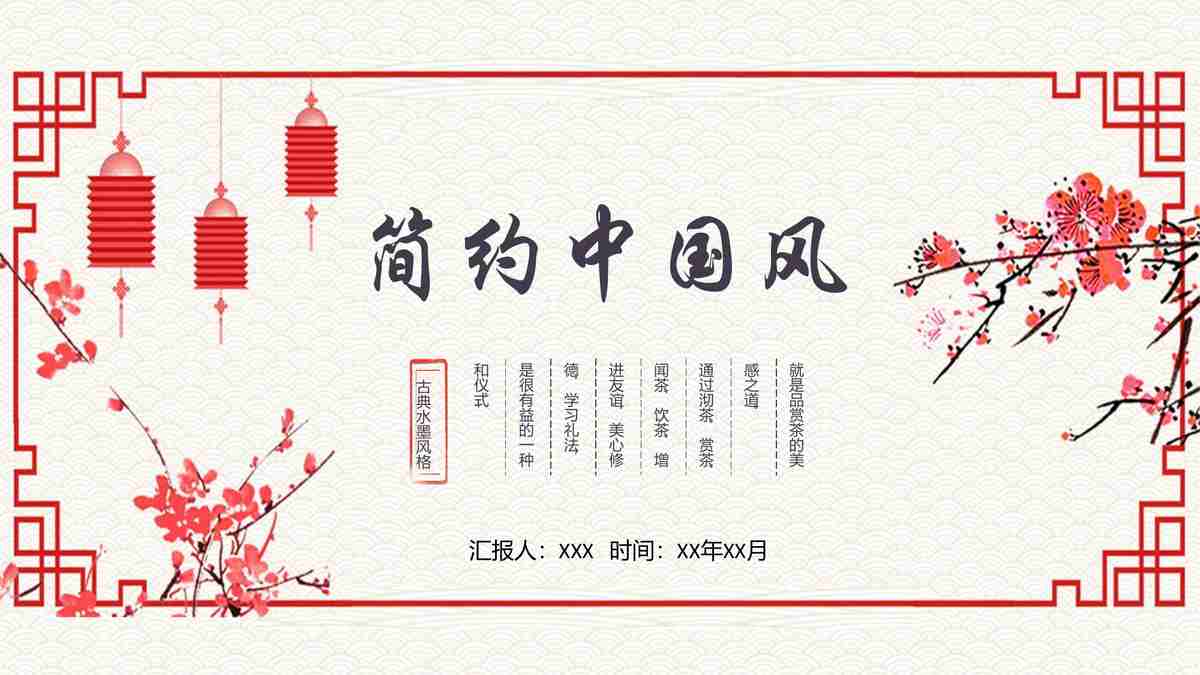 简约中国风
就是品赏茶的美
感之道，
通过沏茶、赏茶、
闻茶、饮茶、增
进友谊，美心修
德，学习礼法，
是很有益的一种
和仪式
古典水墨风格
汇报人：XXX 时间：XX年XX月